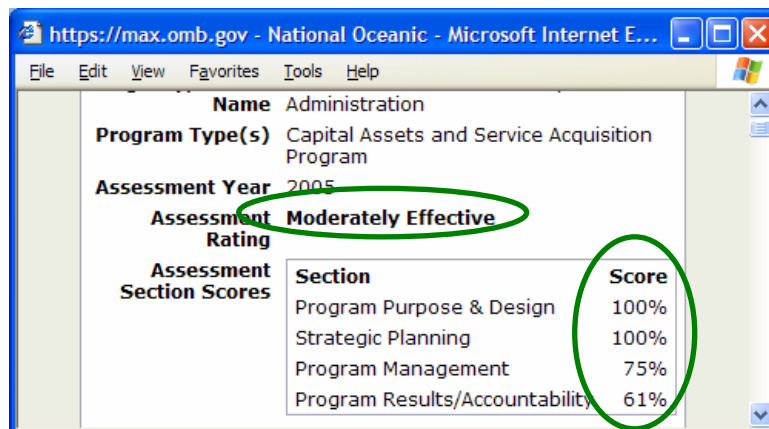 https://max.omb.gov - National Oceanic - Microsoft Internet E...
File Edit View Favorites Tools Help
Name Administration
Program Type(s) Capital Assets and Service Acquisition
Program
Assessment Year 2005
Assessment Moderately Effective
Rating
Assessment
Section Scores
Section Score
Program Purpose & Design 100%
Strategic Planning 100%
Program Management 75%
Program Results/Accountability 61%